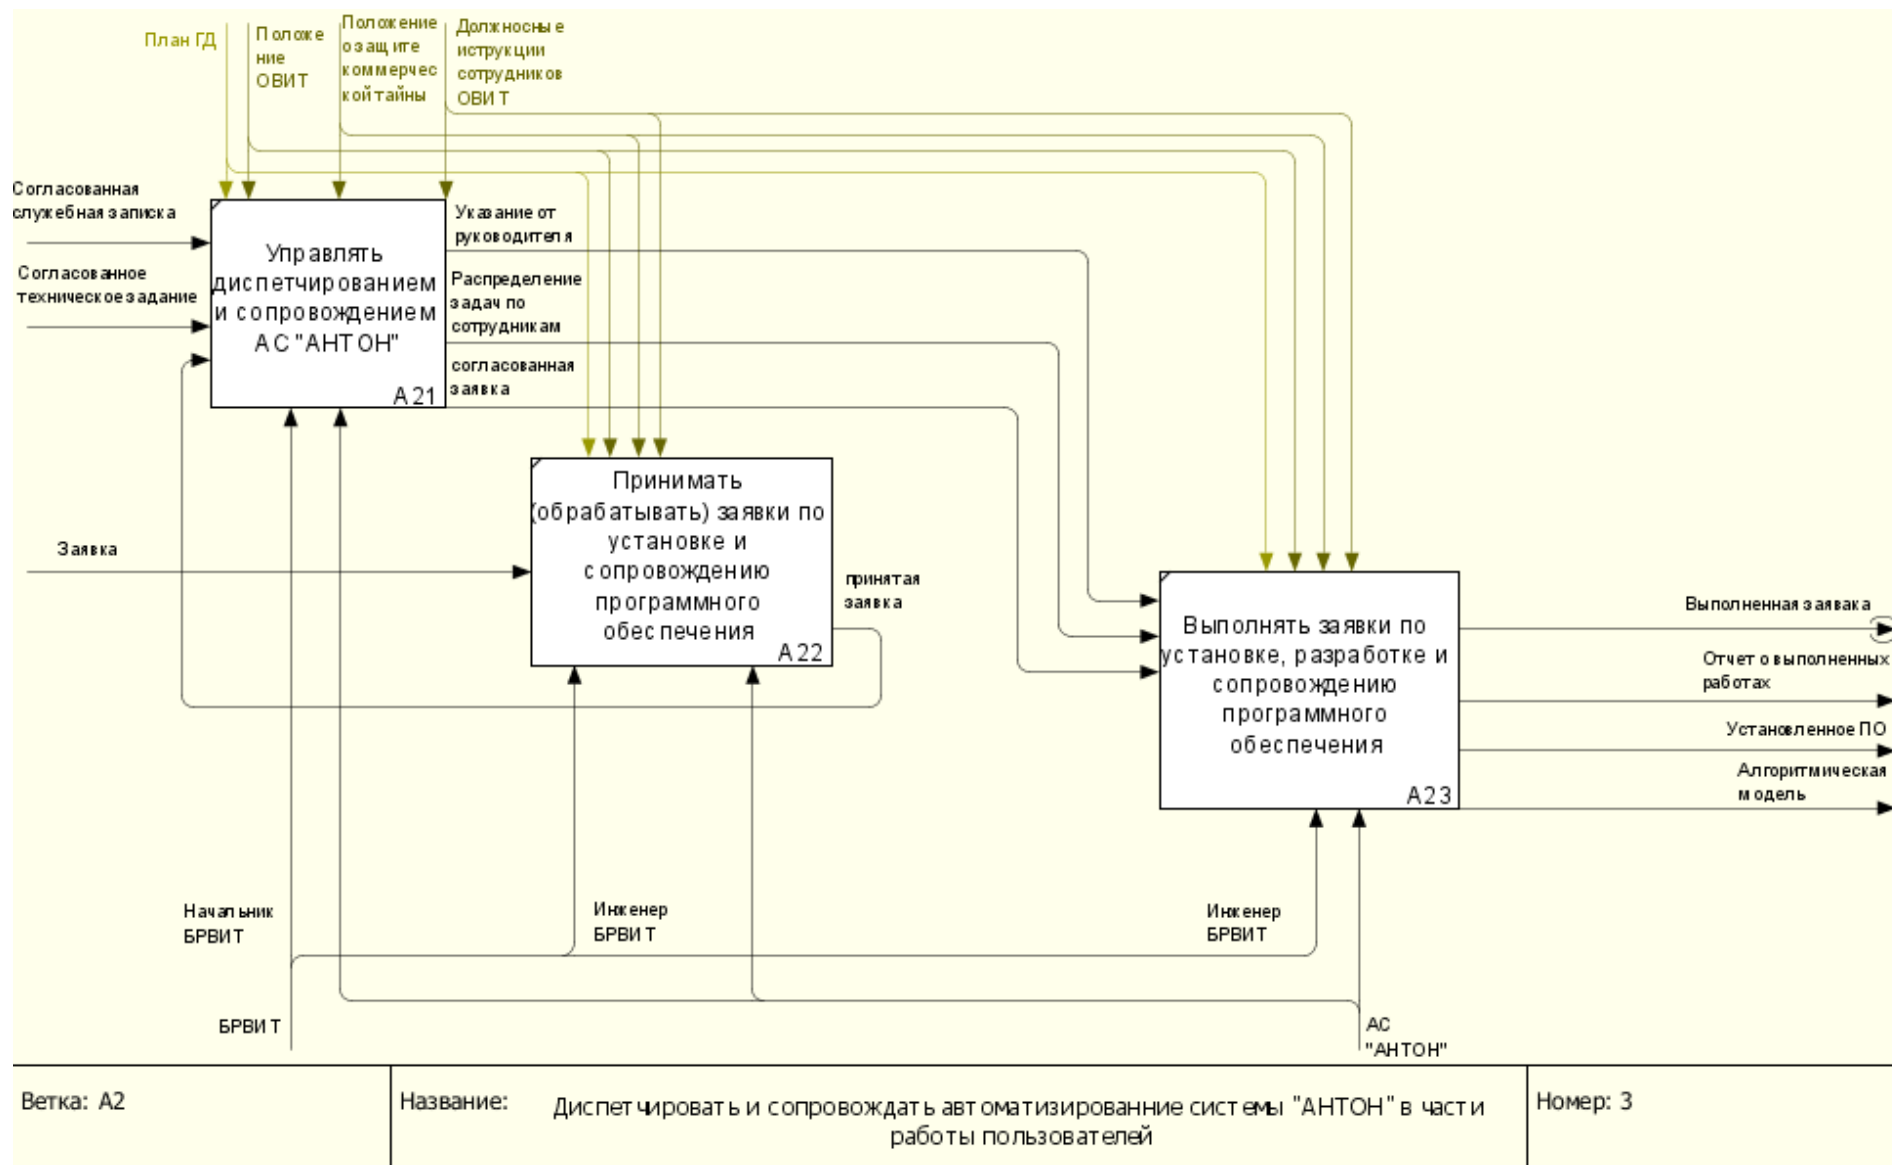 План ГД
Положе
ние
ОВИТ
Положение
о защите
коммерчес
кой тайны
Должносные
иструкции
сотрудников
ОВИТ
Согласованная
служебная записка
Согласованное
техническое задание
Управлять
диспетчированием
и сопровождением
АС "АНТОН"
А21
Указание от
руководителя
Распределение
задач по
сотрудникам
согласованная
заявка
Заявка
Принимать
(обрабатывать) заявки по
установке и
сопровождению
программного
обеспечения
А22
принятая
заявка
Выполнять заявки по
установке, разработке и
сопровождению
программного
обеспечения
А23
Выполненная заявака
Отчет о выполненных
работах
Установленное ПО
Алгоритмическая
модель
Начальник
БРВИТ
Инженер
БРВИТ
Инженер
БРВИТ
БРВИТ
АС
"АНТОН"
Ветка: А2
Название:
Диспетчировать и сопровождать автоматизированние системы "АНТОН" в части
работы пользователей
Номер: 3